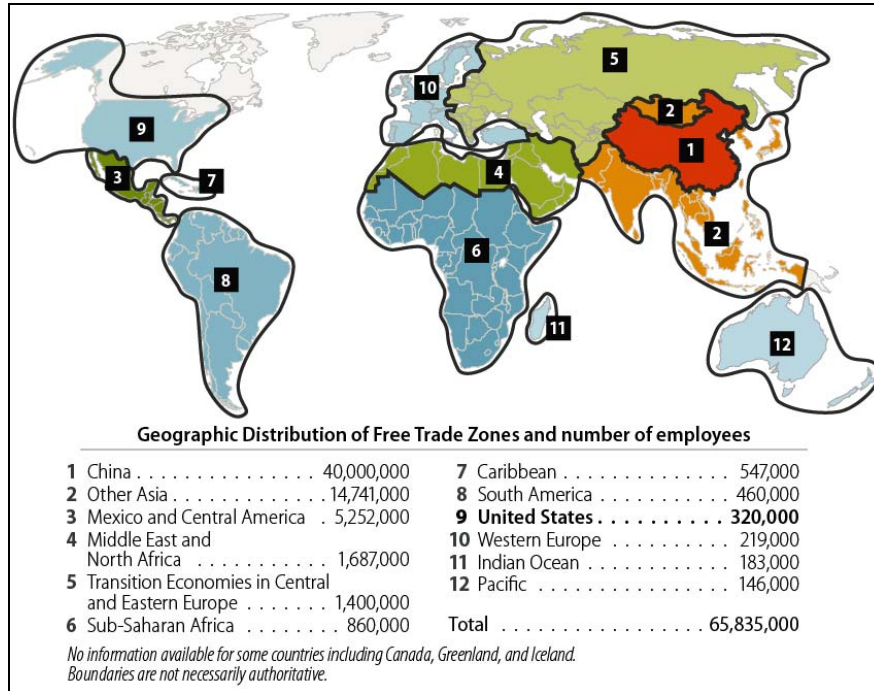 10
5
9
2
1
3
7
4
2
6
8
11
12
Geographic Distribution of Free Trade Zones and number of employees
1 China . . . . . . . . . . . . . . 40,000,000
2 Other Asia . . . . . . . . . . . 14,741,000
3 Mexico and Central America . 5,252,000
4 Middle East and
North Africa . . . . . . . . . 1,687,000
5 Transition Economies in Central
and Eastern Europe . . . . . . . 1,400,000
6 Sub-Saharan Africa . . . . . . . . 860,000
7 Caribbean . . . . . . . . . . . . . 547,000
8 South America . . . . . . . . . . 460,000
9 United States . . . . . . . . . . 320,000
10 Western Europe . . . . . . . . . 219,000
11 Indian Ocean . . . . . . . . . . . 183,000
12 Pacific . . . . . . . . . . . . . . . 146,000
Total . . . . . . . . . . . . . . . 65,835,000
No information available for some countries including Canada, Greenland, and Iceland.
Boundaries are not necessarily authoritative.